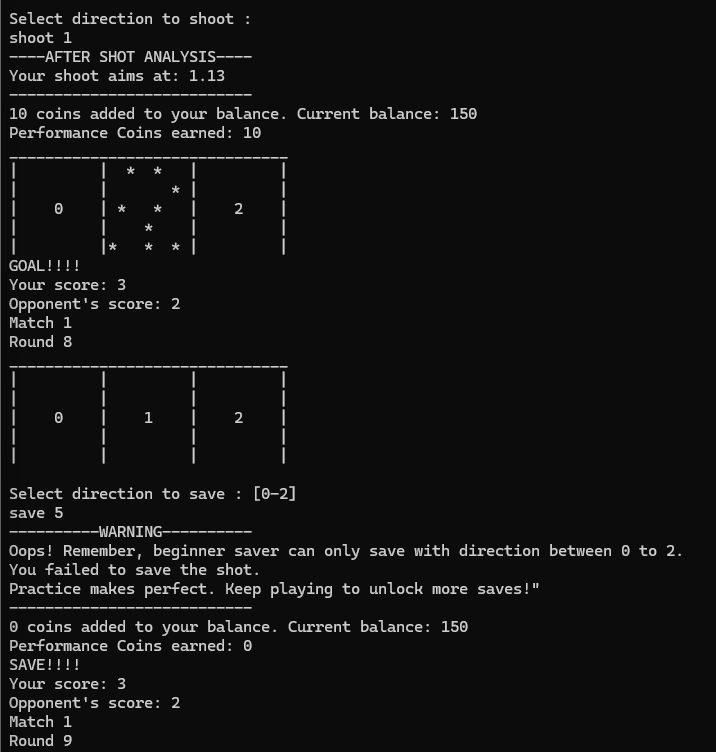 Select direction to shoot :
shoot 1
----AFTER SHOT ANALYSIS----
Your shoot aims at: 1.13
---------------------------
10 coins added to your balance. Current balance: 150
Performance Coins earned: 10
_______________________________
|         |  *  *   |         |
|         |       * |         |
|    0    | *   *   |    2    |
|         |    *    |         |
|         |*   *  * |         |
GOAL!!!!
Your score: 3
Opponent's score: 2
Match 1
Round 8
_______________________________
|         |         |         |
|         |         |         |
|    0    |    1    |    2    |
|         |         |         |
|         |         |         |
Select direction to save : [0-2]
save 5
----------WARNING----------
Oops! Remember, beginner saver can only save with direction between 0 to 2.
You failed to save the shot.
Practice makes perfect. Keep playing to unlock more saves!"
---------------------------
0 coins added to your balance. Current balance: 150
Performance Coins earned: 0
SAVE!!!!
Your score: 3
Opponent's score: 2
Match 1
Round 9